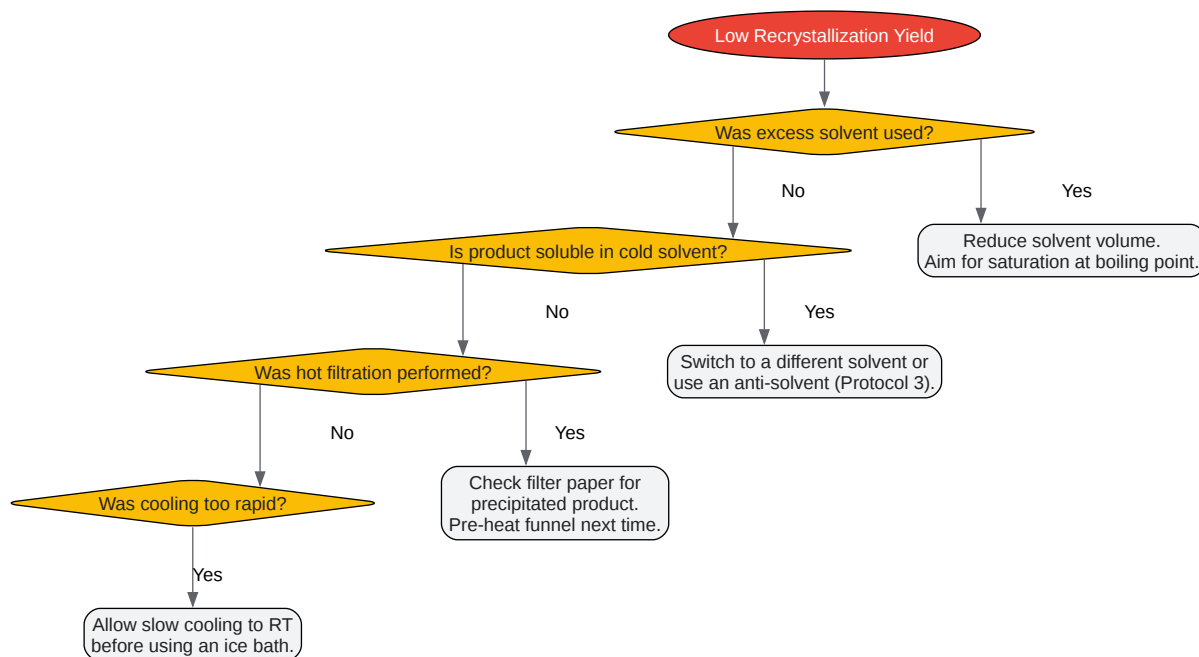 Low Recrystallization Yield
Was excess solvent used?
No
Yes
Is product soluble in cold solvent?
Reduce solvent volume.
Aim for saturation at boiling point.
No
Yes
Was hot filtration performed?
Switch to a different solvent or
use an anti-solvent (Protocol 3).
No
Yes
Was cooling too rapid?
Check filter paper for
precipitated product.
Pre-heat funnel next time.
Yes
Allow slow cooling to RT
before using an ice bath.